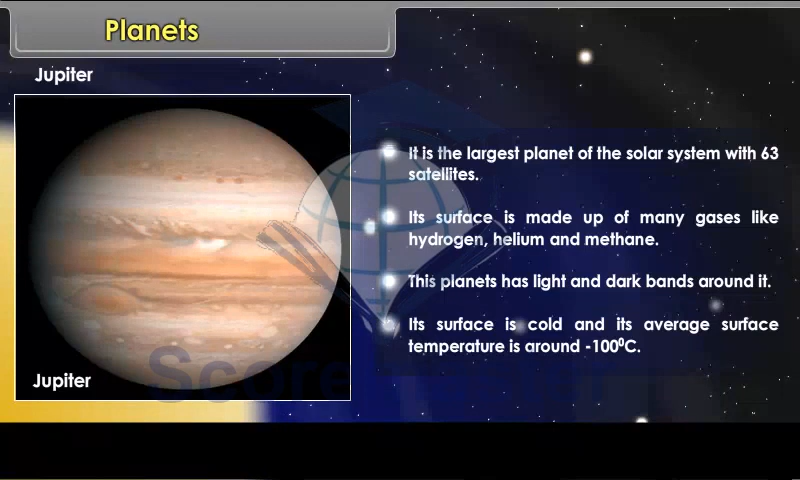 Planets
Jupiter
It is the largest planet of the solar system with 63
satellites.
Its surface is made up of many gases like
hydrogen, helium and methane.
This planets has light and dark bands around it.
Its surface is cold and its average surface
temperature is around -100⁰C.
Jupiter